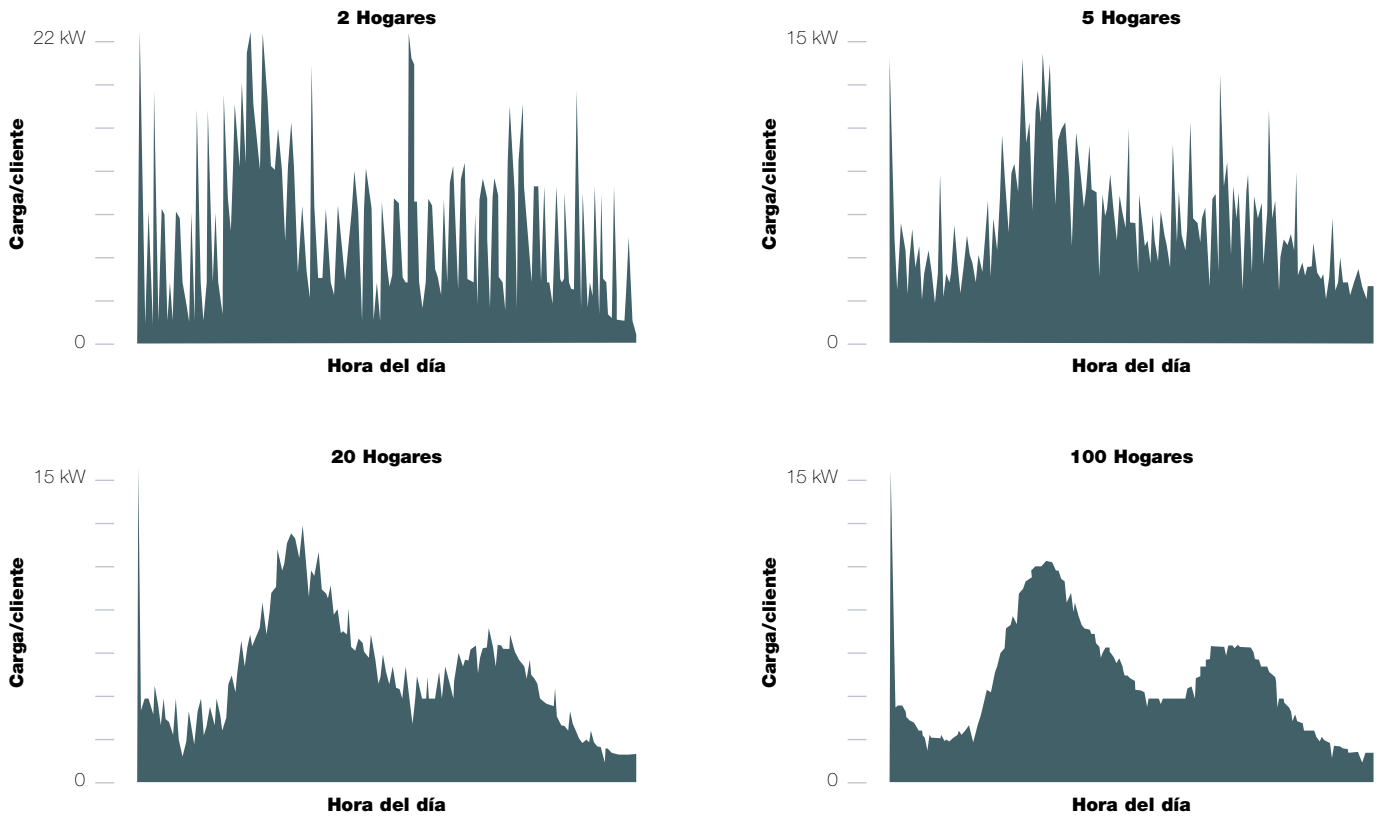 2 Hogares
22 kW
Carga/cliente
0
Hora del día
5 Hogares
15 kW
Carga/cliente
0
Hora del día
20 Hogares
15 kW
Carga/cliente
0
Hora del día
100 Hogares
15 kW
Carga/cliente
0
Hora del día